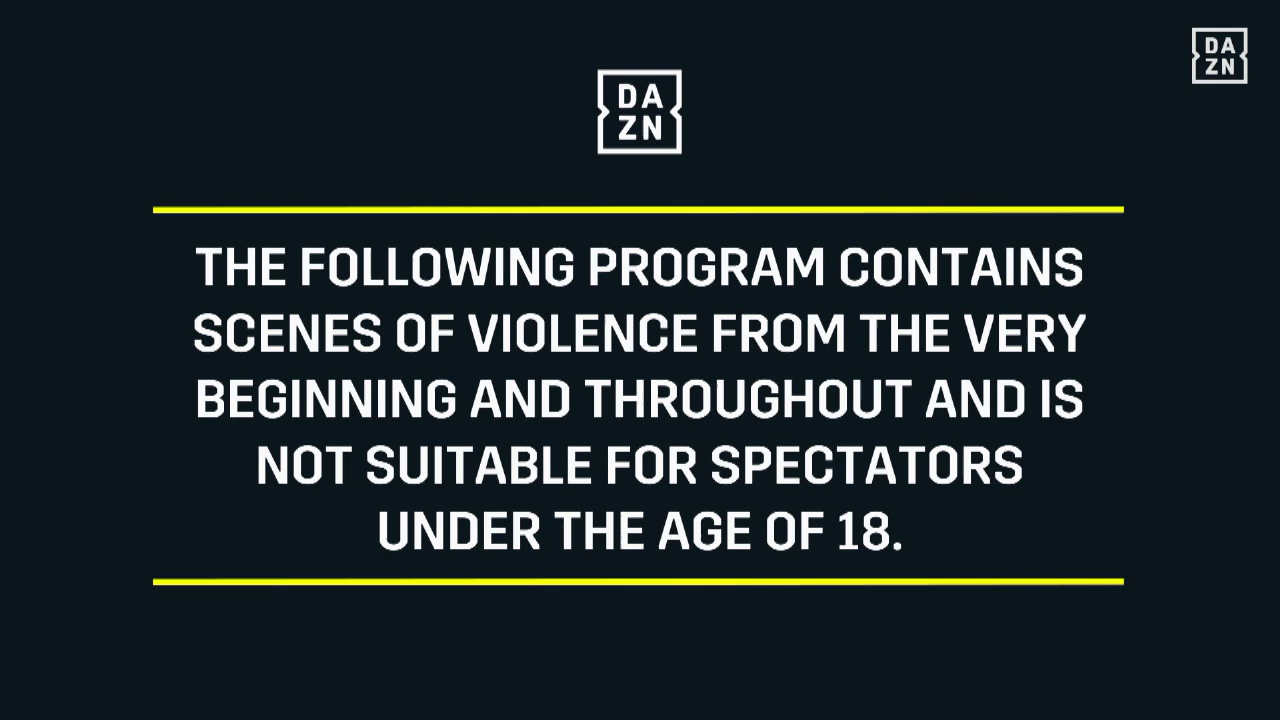 DA
ZN
DA
ZN
THE FOLLOWING PROGRAM CONTAINS
SCENES OF VIOLENCE FROM THE VERY
BEGINNING AND THROUGHOUT AND IS
NOT SUITABLE FOR SPECTATORS
UNDER THE AGE OF 18.